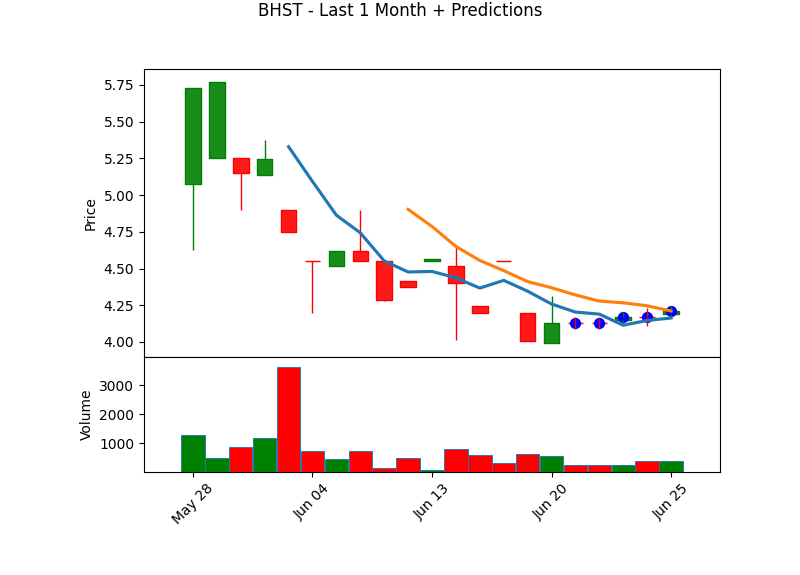 BHST - Last 1 Month + Predictions
5.75
5.50
5.25
5.00
4.75
4.50
4.25
4.00
Price
3000
2000
1000
Volume
May 28
Jun 04
Jun 13
Jun 20
Jun 25